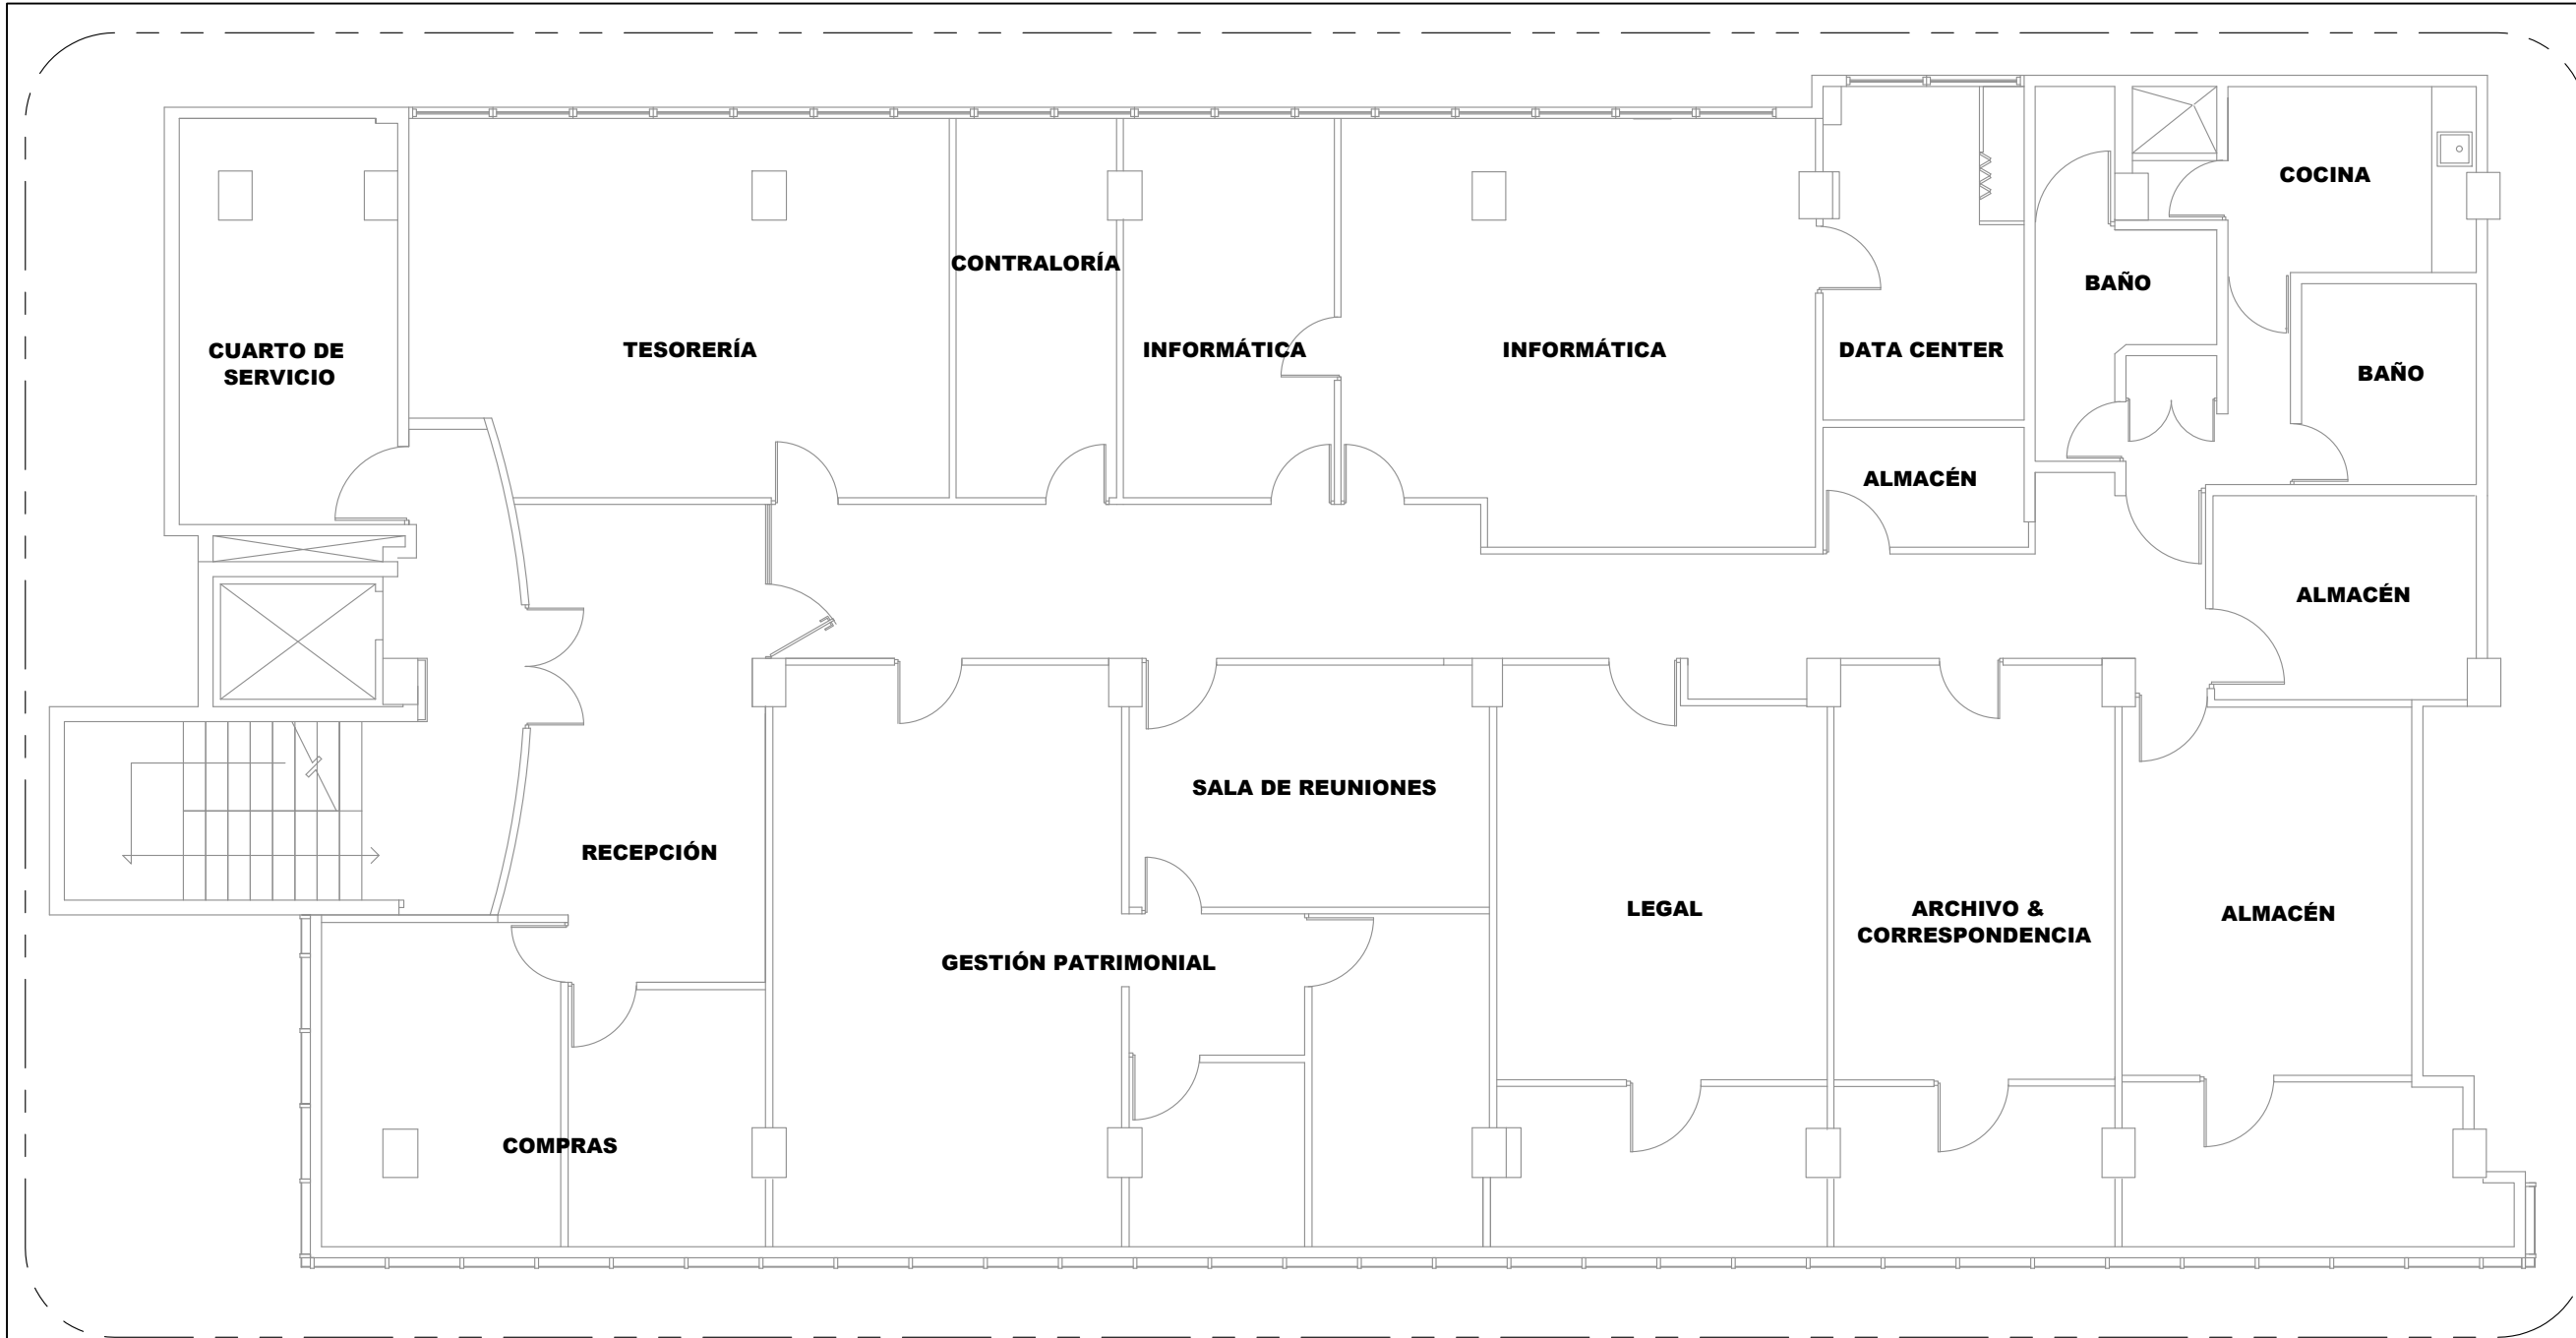 COCINA
CONTRALORÍA
BAÑO
CUARTO DE
SERVICIO
TESORERÍA
INFORMÁTICA
INFORMÁTICA
DATA CENTER
BAÑO
ALMACÉN
ALMACÉN
SALA DE REUNIONES
RECEPCIÓN
LEGAL
ARCHIVO &
CORRESPONDENCIA
ALMACÉN
GESTIÓN PATRIMONIAL
COMPRAS